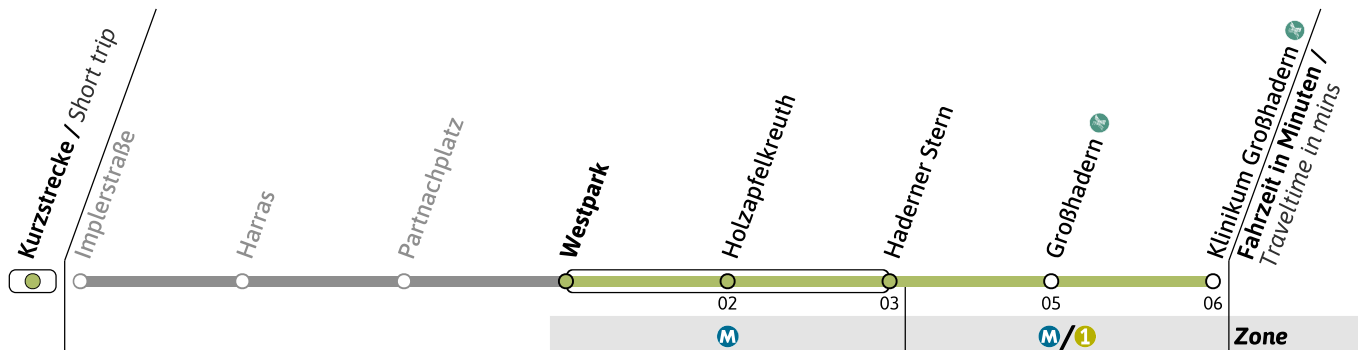 Kurzstrecke / Short trip
Implerstraße
Harras
Partnachplatz
Westpark
Holzapfelkreuth
Haderner Stern
Großhadern
Klinikum Großhadern
Fahrzeit in Minuten /
Traveltime in mins
02
03
05
06
M
M/1
Zone